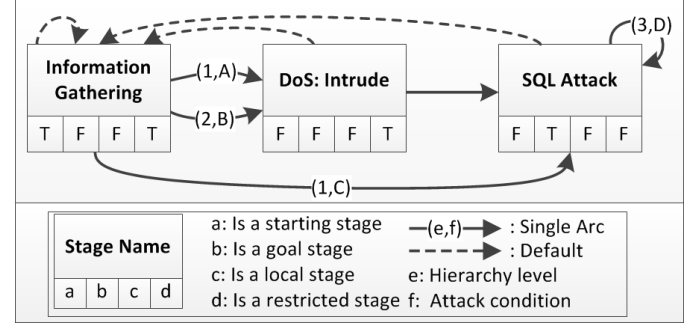 (3,D)
Information
Gathering
(1,A)
DoS: Intrude
SQL Attack
(2,B)
T F F T
F F F T
F T F F
(1,C)
Stage Name
a b c d
a: Is a starting stage
b: Is a goal stage
c: Is a local stage
d: Is a restricted stage
(e,f) : Single Arc
: Default
e: Hierarchy level
f: Attack condition